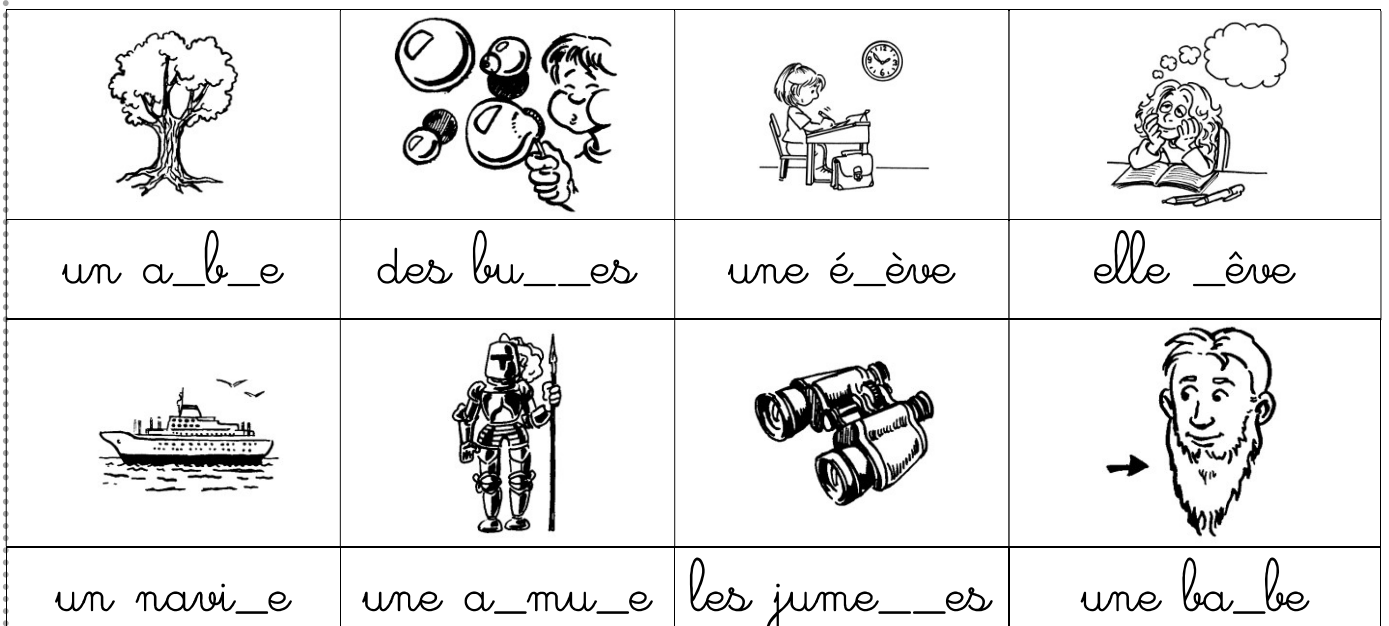 un a_b_e
des bu__es
une é_ève
elle _êve
un navi_e
une a_mu_e
les jume__es
une ba_be